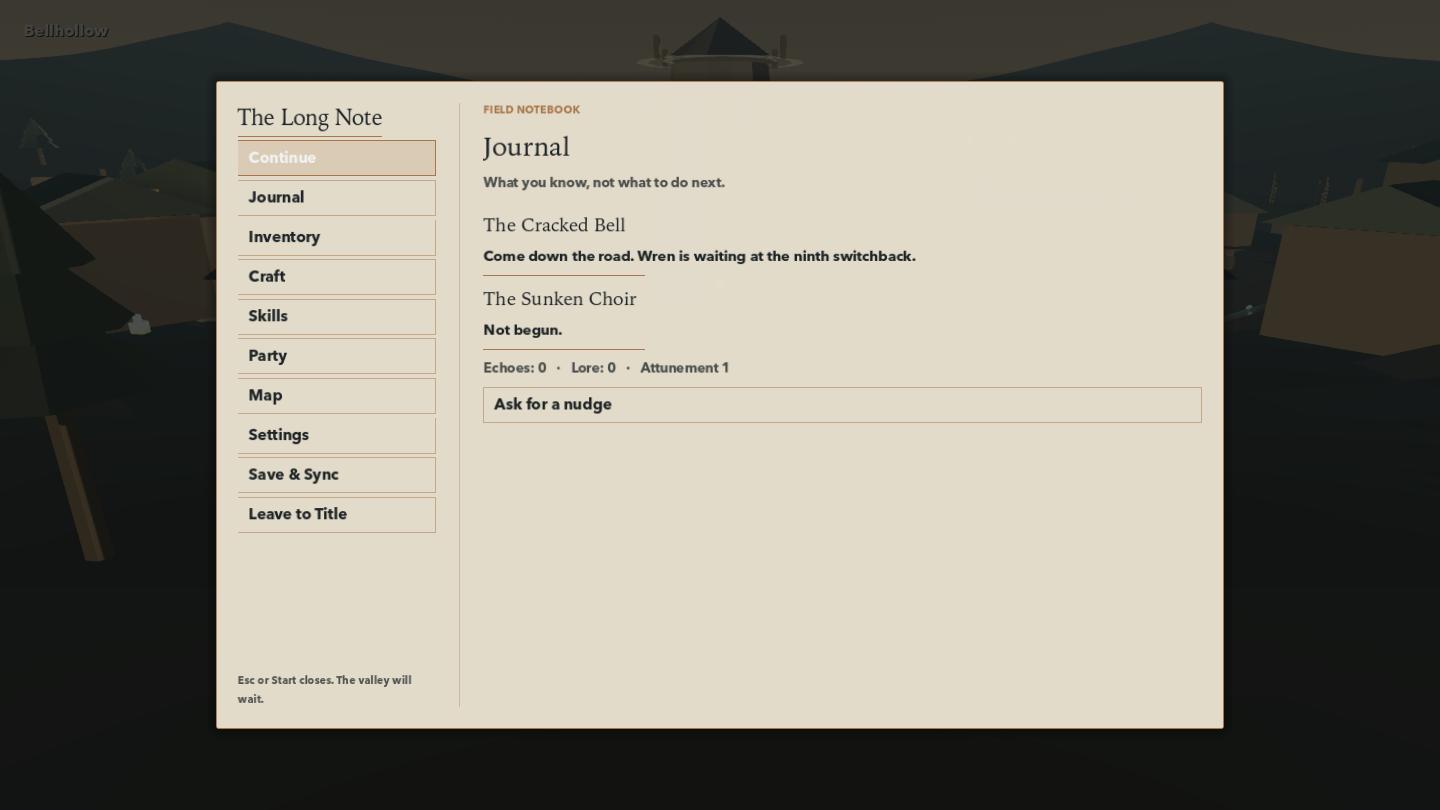 Bellhollow
The Long Note
Continue
Journal
Inventory
Craft
Skills
Party
Map
Settings
Save & Sync
Leave to Title
Esc or Start closes. The valley will
wait.
FIELD NOTEBOOK
Journal
What you know, not what to do next.
The Cracked Bell
Come down the road. Wren is waiting at the ninth switchback.
The Sunken Choir
Not begun.
Echoes: 0 · Lore: 0 · Attunement 1
Ask for a nudge